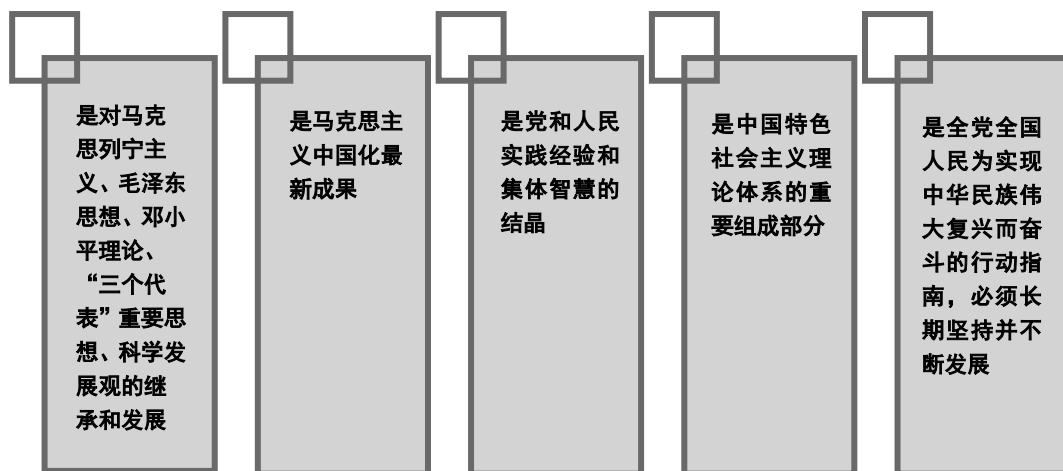 是对马克
思列宁主
义、毛泽东
思想、邓小
平理论、
“三个代
表”重要思
想、科学发
展观的继
承和发展
是马克思主
义中国化最
新成果
是党和人民
实践经验和
集体智慧的
结晶
是中国特色
社会主义理
论体系的重
要组成部分
是全党全国
人民为实现
中华民族伟
大复兴而奋
斗的行动指
南，必须长
期坚持并不
断发展